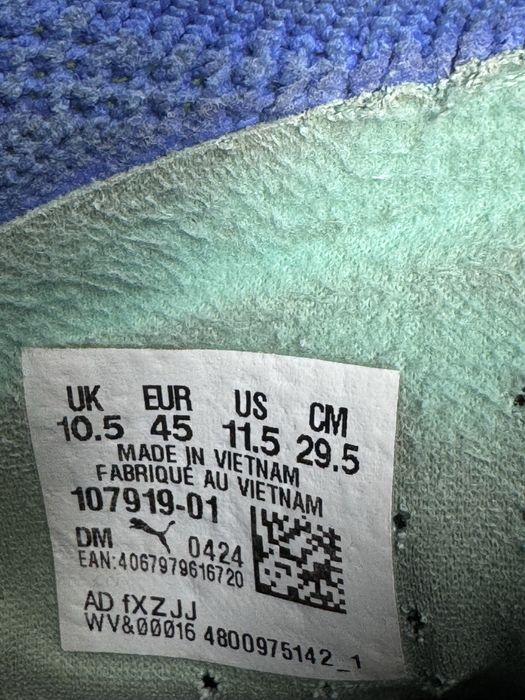 UK EUR US CM
10.5 45 11.5 29.5
MADE IN VIETNAM
FABRIQUÉ AU VIETNAM
107919-01
DM 0424
EAN:4067979616720
AD fXZJJ
WV&00016 4800975142_1